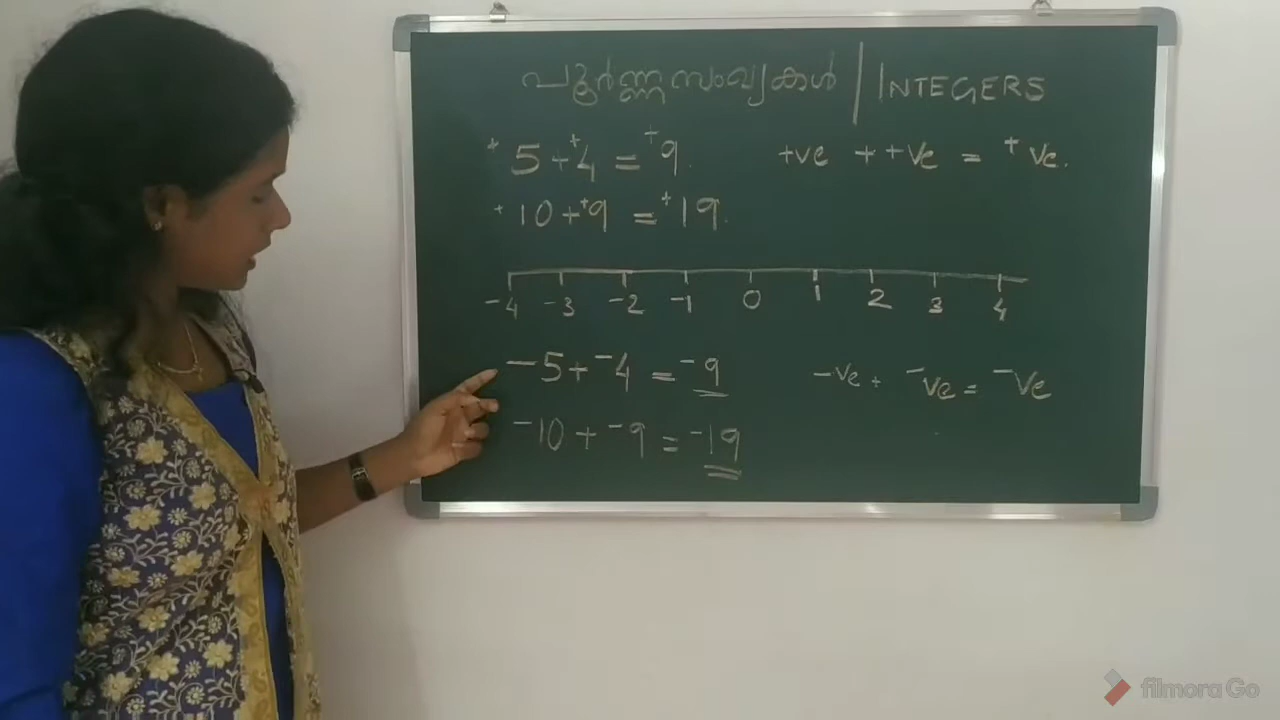 പൂർണ്ണസംഖ്യകൾ | INTEGERS
+5 + +4 = +9. +ve + +ve = +ve.
+10 + +9 = +19.
-4 -3 -2 -1 0 1 2 3 4
-5 + -4 = -9 -ve + -ve = -ve
-10 + -9 = -19
filmora Go